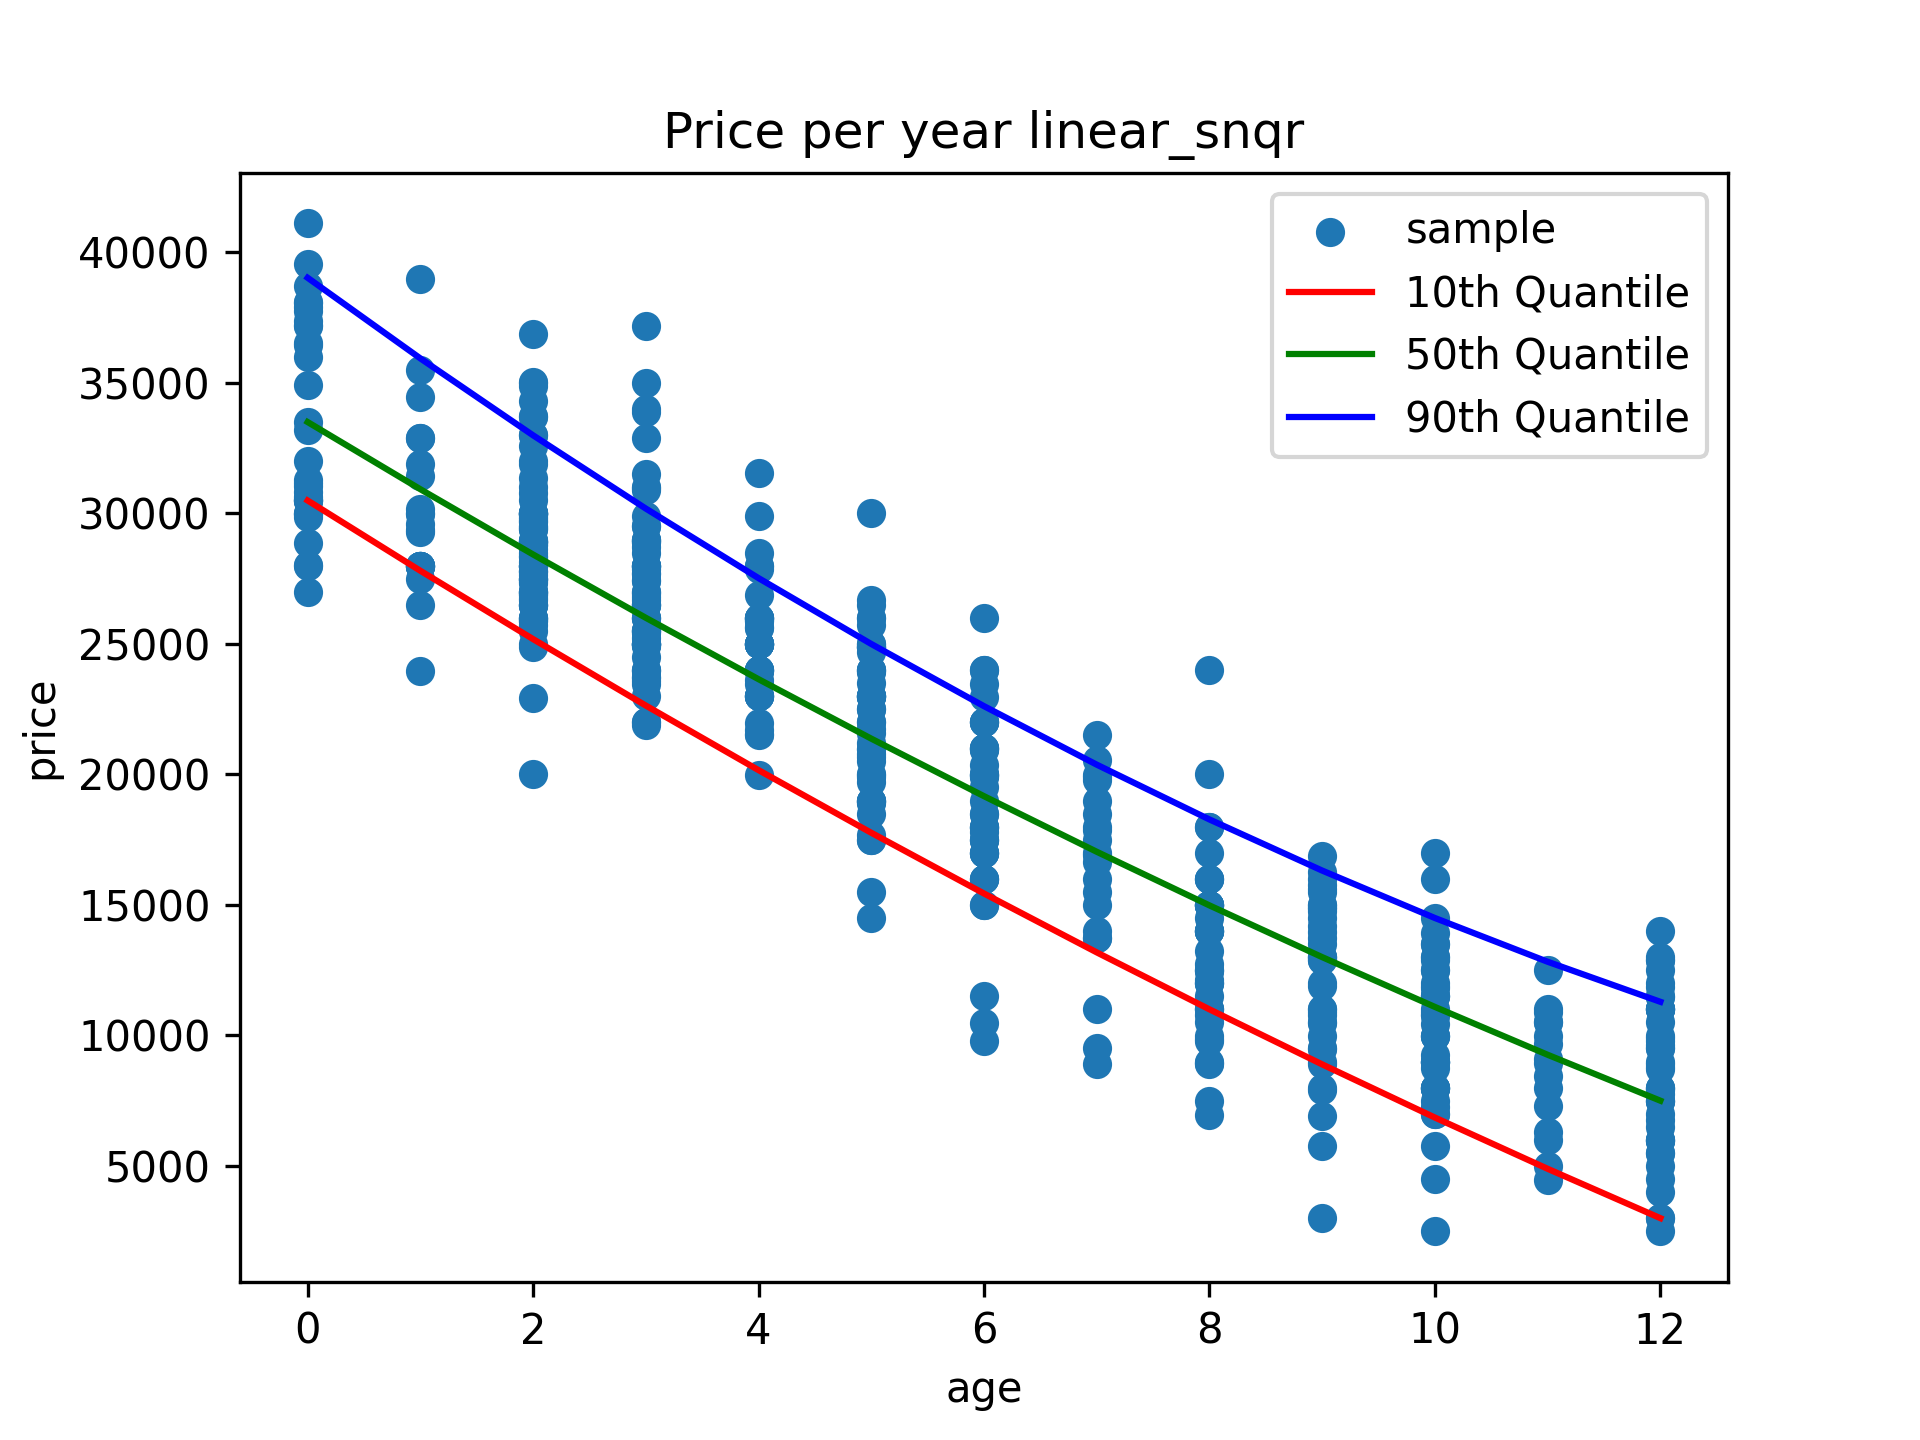 Price per year linear_snqr
sample
10th Quantile
50th Quantile
90th Quantile
40000
35000
30000
25000
20000
15000
10000
5000
price
0 2 4 6 8 10 12
age